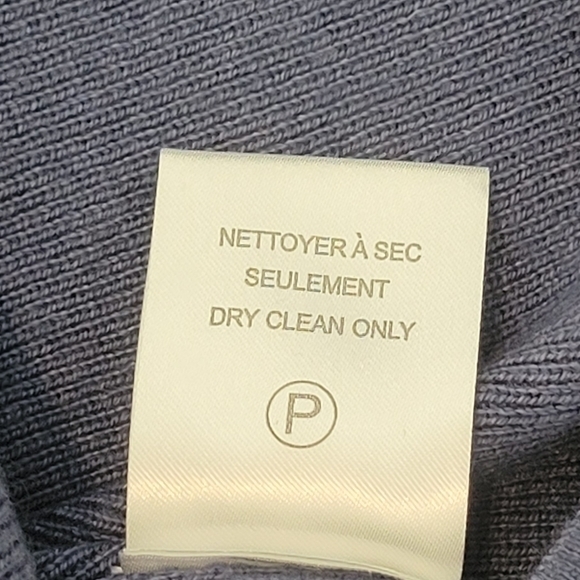 NETTOYER À SEC
SEULEMENT
DRY CLEAN ONLY
P